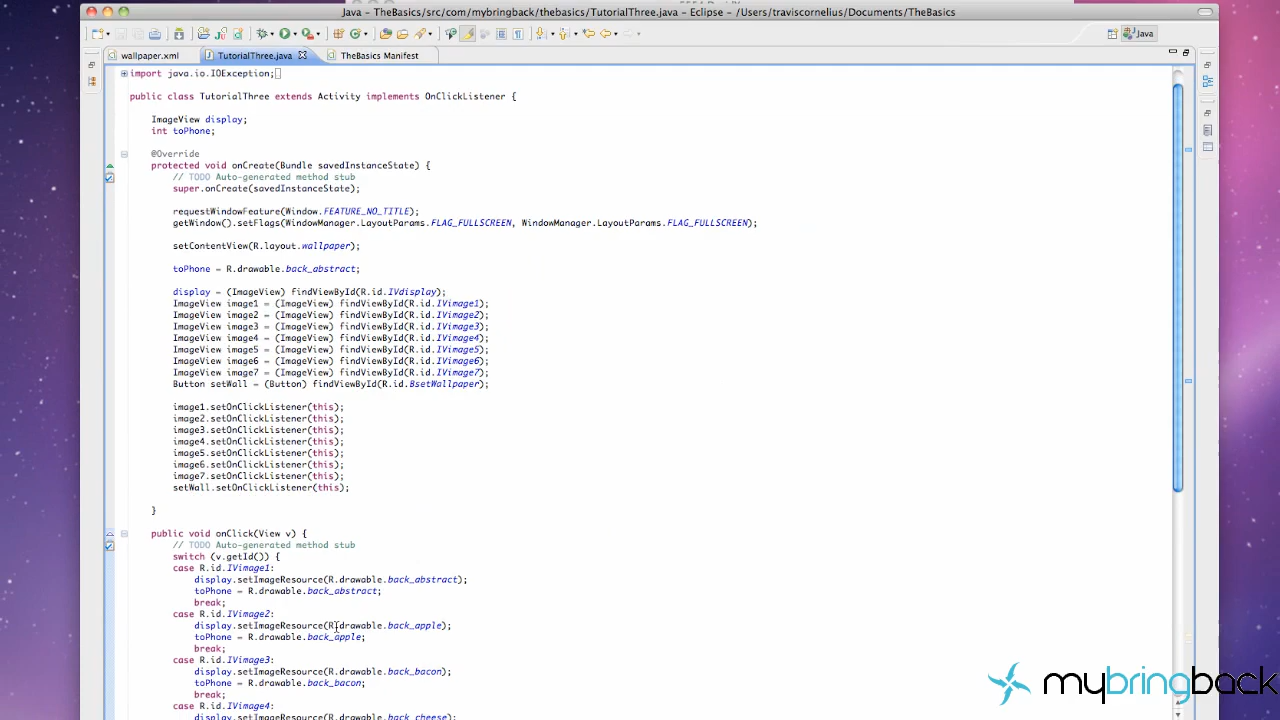 Java - TheBasics/src/com/mybringback/thebasics/TutorialThree.java - Eclipse - /Users/traviscornelius/Documents/TheBasics
Java
wallpaper.xml
TutorialThree.java
TheBasics Manifest
import java.io.IOException;
public class TutorialThree extends Activity implements OnClickListener {
ImageView display;
int toPhone;
@Override
protected void onCreate(Bundle savedInstanceState) {
// TODO Auto-generated method stub
super.onCreate(savedInstanceState);
requestWindowFeature(Window.FEATURE_NO_TITLE);
getWindow().setFlags(WindowManager.LayoutParams.FLAG_FULLSCREEN, WindowManager.LayoutParams.FLAG_FULLSCREEN);
setContentView(R.layout.wallpaper);
toPhone = R.drawable.back_abstract;
display = (ImageView) findViewById(R.id.IVdisplay);
ImageView image1 = (ImageView) findViewById(R.id.IVimage1);
ImageView image2 = (ImageView) findViewById(R.id.IVimage2);
ImageView image3 = (ImageView) findViewById(R.id.IVimage3);
ImageView image4 = (ImageView) findViewById(R.id.IVimage4);
ImageView image5 = (ImageView) findViewById(R.id.IVimage5);
ImageView image6 = (ImageView) findViewById(R.id.IVimage6);
ImageView image7 = (ImageView) findViewById(R.id.IVimage7);
Button setWall = (Button) findViewById(R.id.BsetWallpaper);
image1.setOnClickListener(this);
image2.setOnClickListener(this);
image3.setOnClickListener(this);
image4.setOnClickListener(this);
image5.setOnClickListener(this);
image6.setOnClickListener(this);
image7.setOnClickListener(this);
setWall.setOnClickListener(this);
}
public void onClick(View v) {
// TODO Auto-generated method stub
switch (v.getId()) {
case R.id.IVimage1:
display.setImageResource(R.drawable.back_abstract);
toPhone = R.drawable.back_abstract;
break;
case R.id.IVimage2:
display.setImageResource(R.drawable.back_apple);
toPhone = R.drawable.back_apple;
break;
case R.id.IVimage3:
display.setImageResource(R.drawable.back_bacon);
toPhone = R.drawable.back_bacon;
break;
case R.id.IVimage4:
display.setImageResource(R.drawable.back_cheese);
mybringback